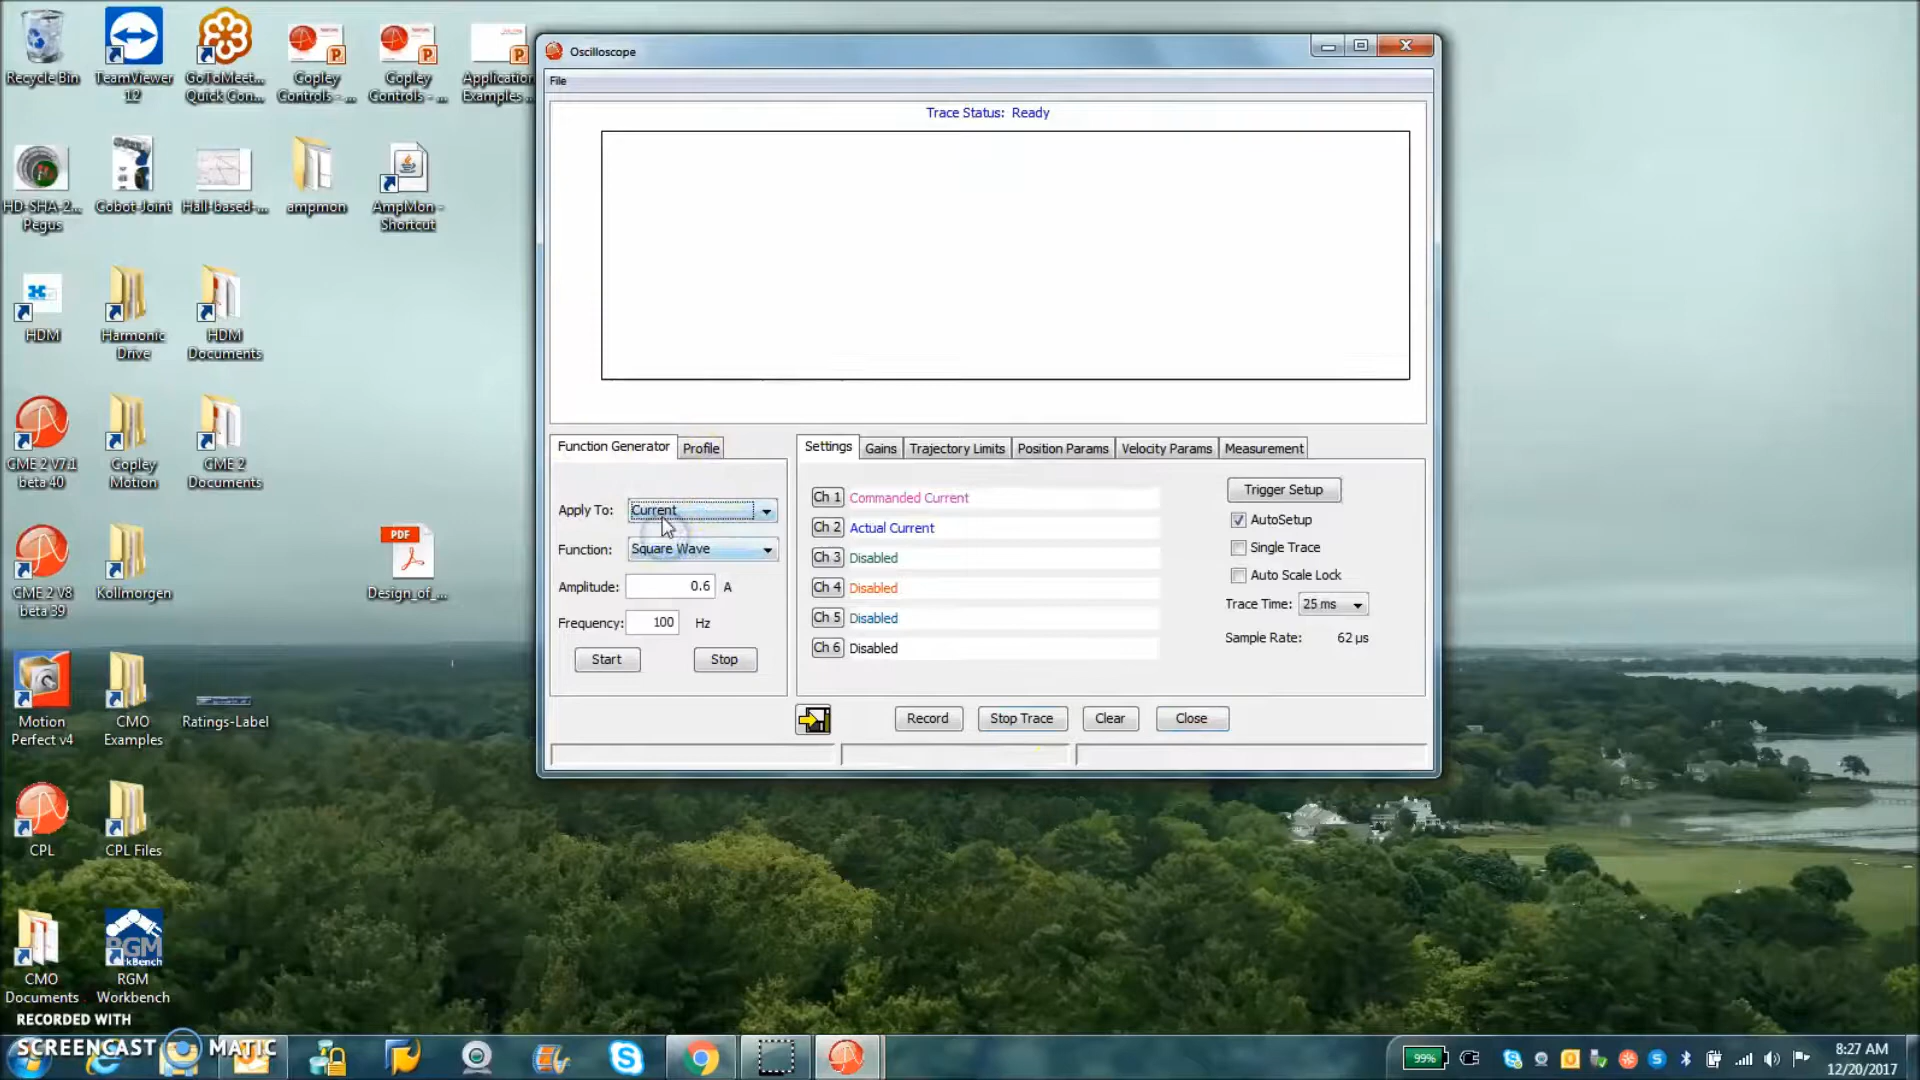 Recycle Bin
TeamViewer
12
GoToMeet...
Quick Con...
Copley
Controls - ...
Copley
Controls - ...
Application
Examples ...
HD-SHA-2...
Pegus
Cobot-Joint
Hall-based-...
ampmon
AmpMon -
Shortcut
HDM
Harmonic
Drive
HDM
Documents
CME 2 V7.1
beta 40
Copley
Motion
CME 2
Documents
CME 2 V8
beta 39
Kollmorgen
PDF
Design_of_...
Motion
Perfect v4
CMO
Examples
Ratings-Label
CPL
CPL Files
CMO
Documents
RGM
WorkBench
RGM
Workbench
Oscilloscope
File
Trace Status: Ready
Function Generator
Profile
Apply To:
Current
Function:
Square Wave
Amplitude:
0.6
A
Frequency:
100
Hz
Start
Stop
Settings
Gains
Trajectory Limits
Position Params
Velocity Params
Measurement
Ch 1
Commanded Current
Ch 2
Actual Current
Ch 3
Disabled
Ch 4
Disabled
Ch 5
Disabled
Ch 6
Disabled
Trigger Setup
AutoSetup
Single Trace
Auto Scale Lock
Trace Time:
25 ms
Sample Rate:
62 µs
Record
Stop Trace
Clear
Close
RECORDED WITH
SCREENCAST MATIC
99%
8:27 AM
12/20/2017